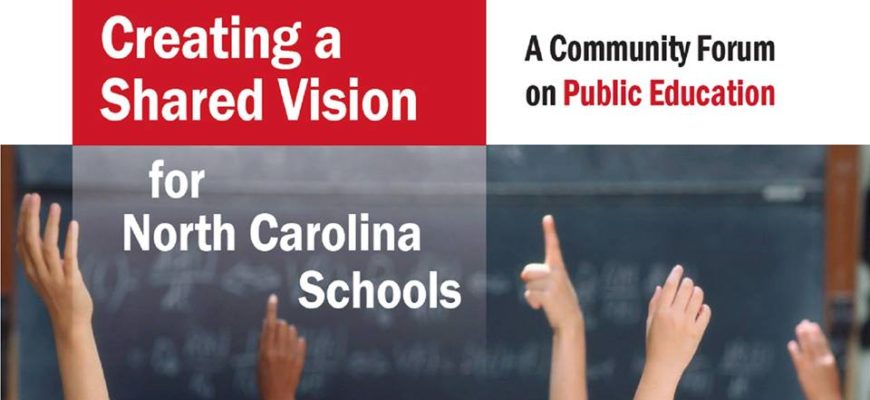 Creating a
Shared Vision
for
North Carolina
Schools
A Community Forum
on Public Education